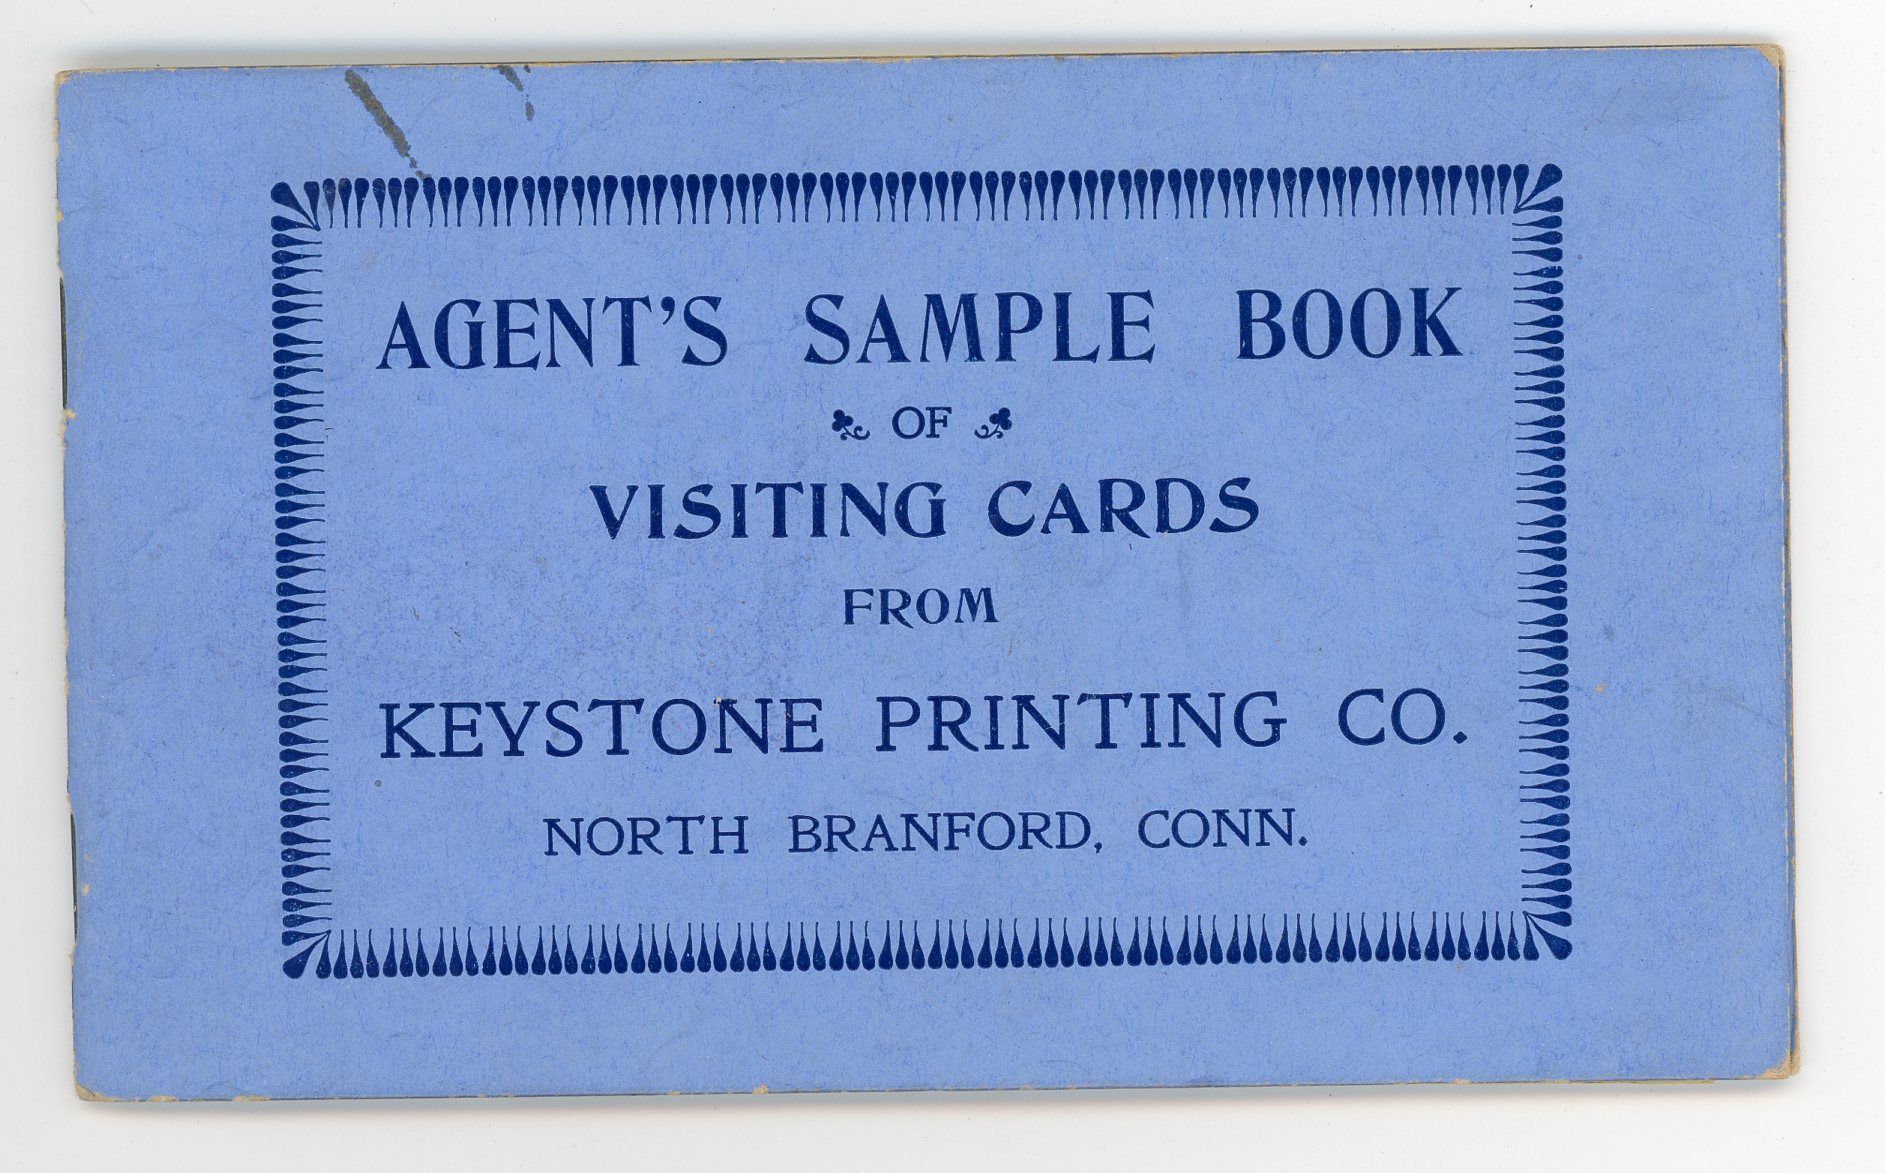 AGENT'S SAMPLE BOOK
OF
VISITING CARDS
FROM
KEYSTONE PRINTING CO.
NORTH BRANFORD, CONN.